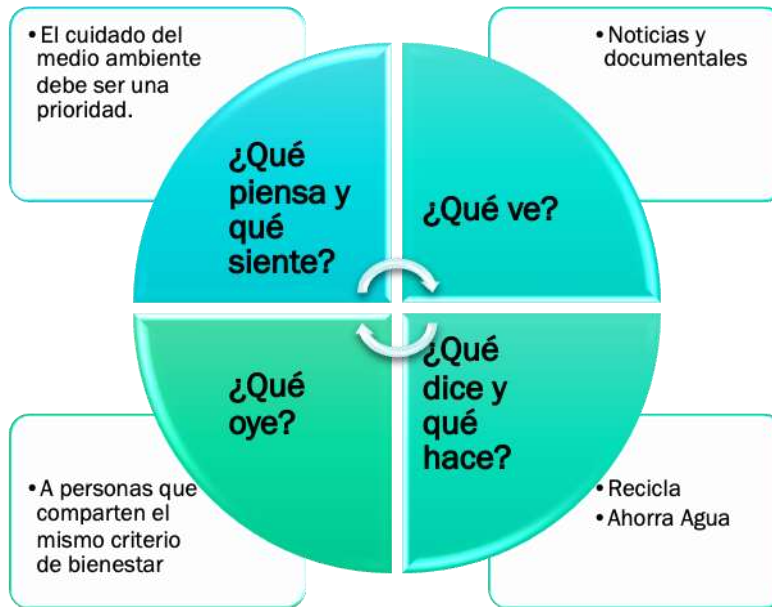 • El cuidado del
medio ambiente
debe ser una
prioridad.
• Noticias y
documentales
¿Qué
piensa y
qué
siente?
¿Qué ve?
¿Qué
oye?
¿Qué
dice y
qué
hace?
• A personas que
comparten el
mismo criterio
de bienestar
• Recicla
• Ahorra Agua